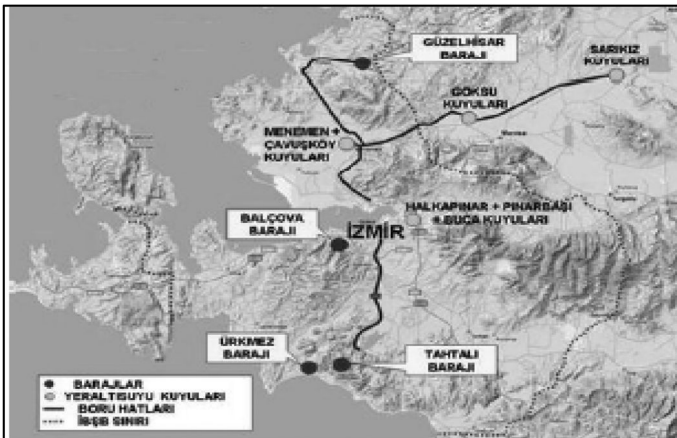 GÜZELHİSAR
BARAJI
SARIKIZ
KUYULARI
GÖKSU
KUYULARI
MENEMEN +
ÇAVUŞKÖY
KUYULARI
HALKAPINAR + PINARBAŞI
+ BUCA KUYULARI
BALÇOVA
BARAJI
İZMİR
ÜRKMEZ
BARAJI
TAHTALI
BARAJI
BARAJLAR
YERALTISUYU KUYULARI
BORU HATLARI
İBŞB SINIRI